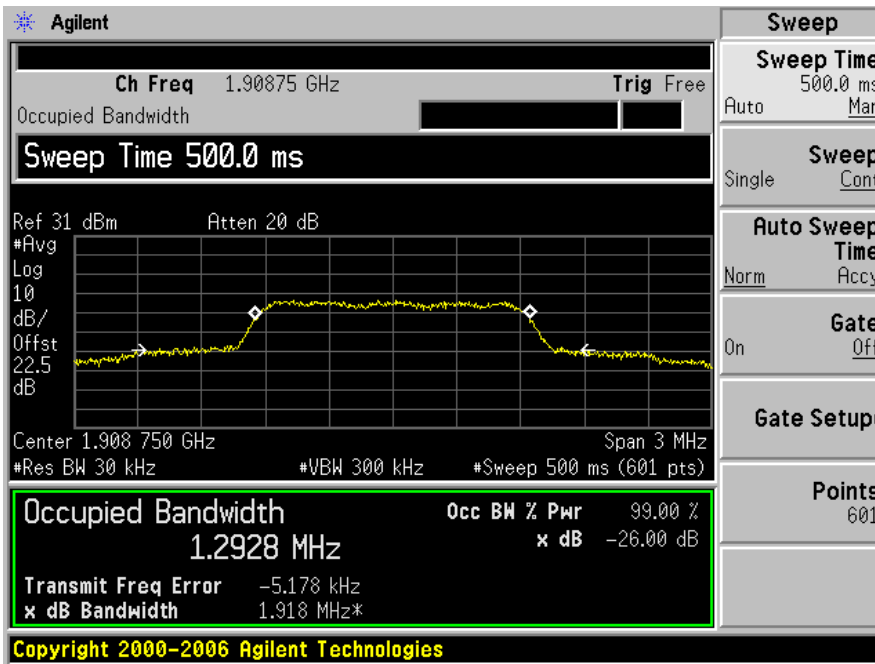 Agilent
Sweep
Ch Freq 1.90875 GHz Trig Free
Occupied Bandwidth
Sweep Time 500.0 ms
Sweep Time
500.0 ms
Auto Man
Sweep
Single Cont
Auto Sweep
Time
Norm Accy
Gate
On Off
Gate Setup
Points
601
Ref 31 dBm Atten 20 dB
#Avg
Log
10
dB/
Offst
22.5
dB
Center 1.908 750 GHz Span 3 MHz
#Res BW 30 kHz #VBW 300 kHz #Sweep 500 ms (601 pts)
Occupied Bandwidth
1.2928 MHz
Occ BW % Pwr 99.00 %
x dB -26.00 dB
Transmit Freq Error -5.178 kHz
x dB Bandwidth 1.918 MHz*
Copyright 2000-2006 Agilent Technologies